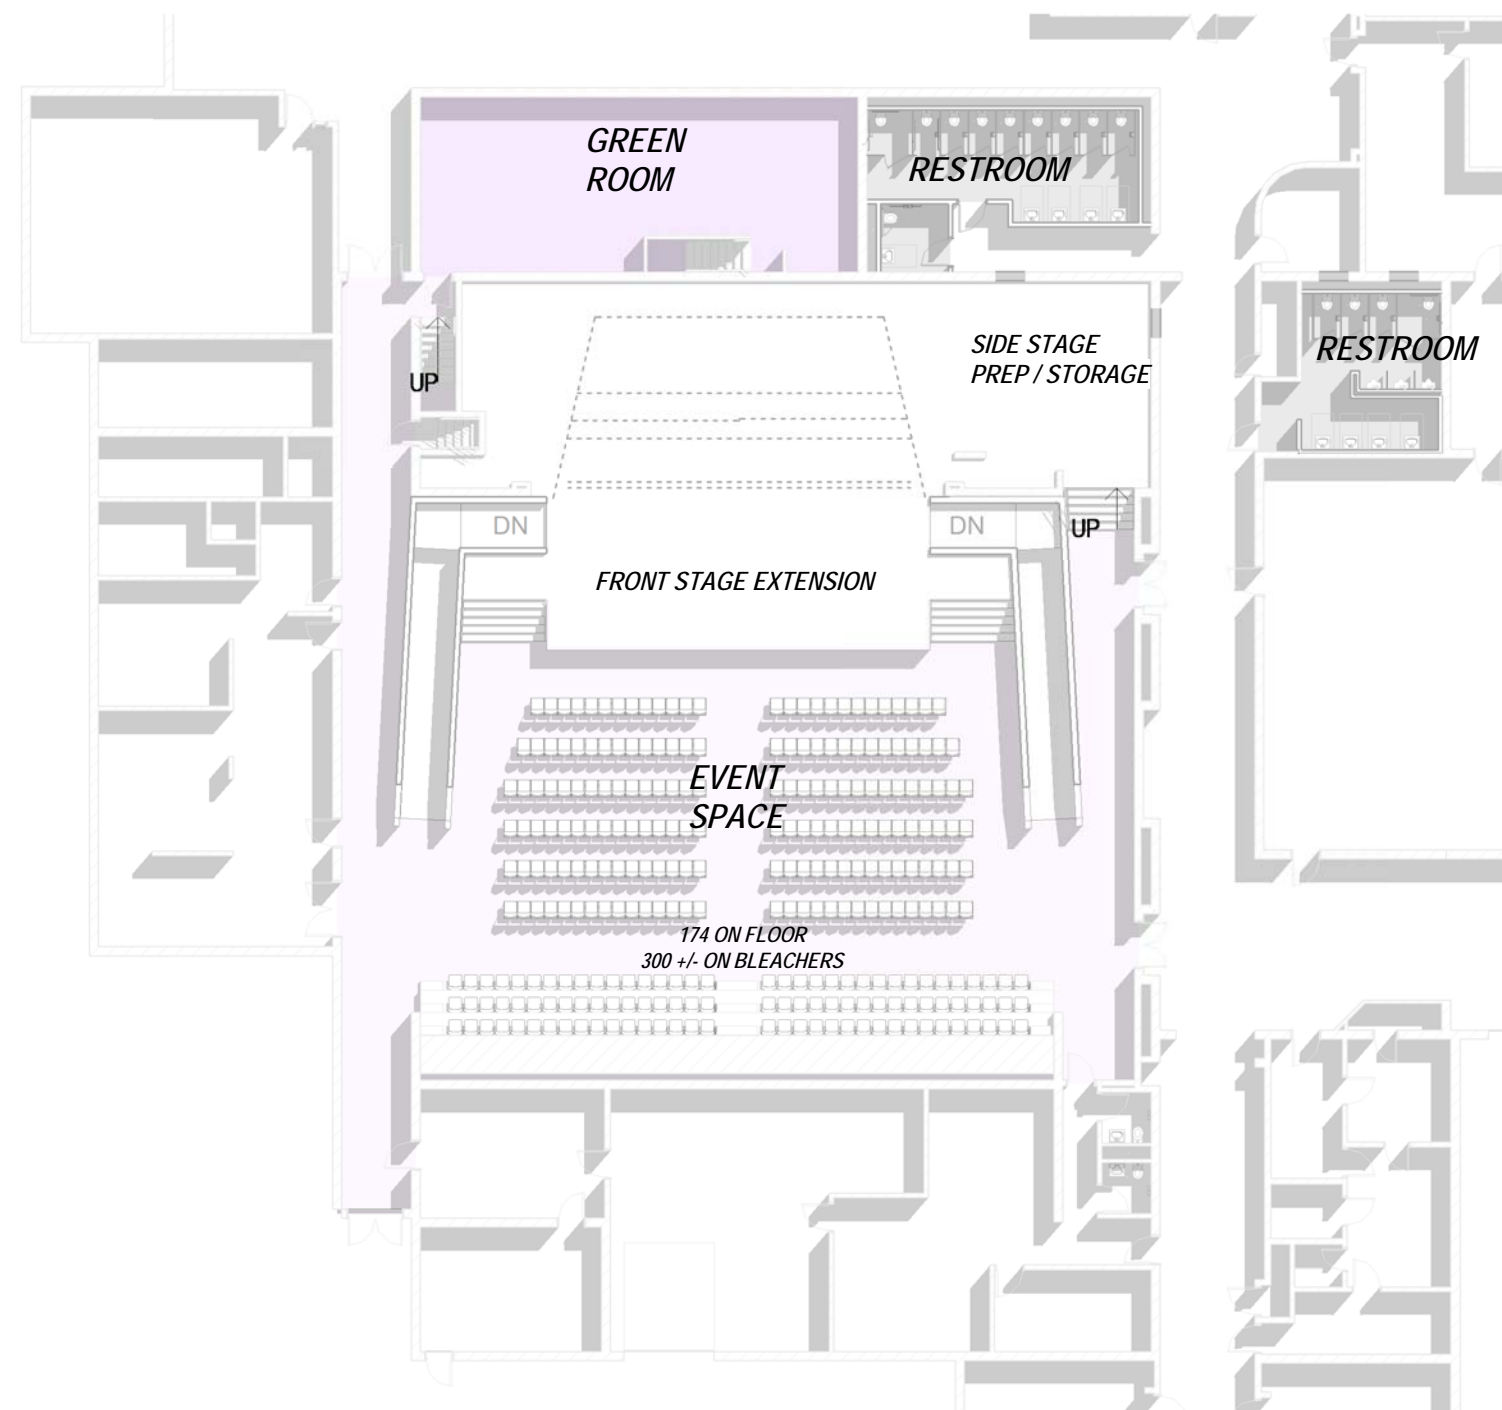 GREEN
ROOM
RESTROOM
SIDE STAGE
PREP / STORAGE
RESTROOM
UP
DN
DN
UP
FRONT STAGE EXTENSION
EVENT
SPACE
174 ON FLOOR
300 +/- ON BLEACHERS